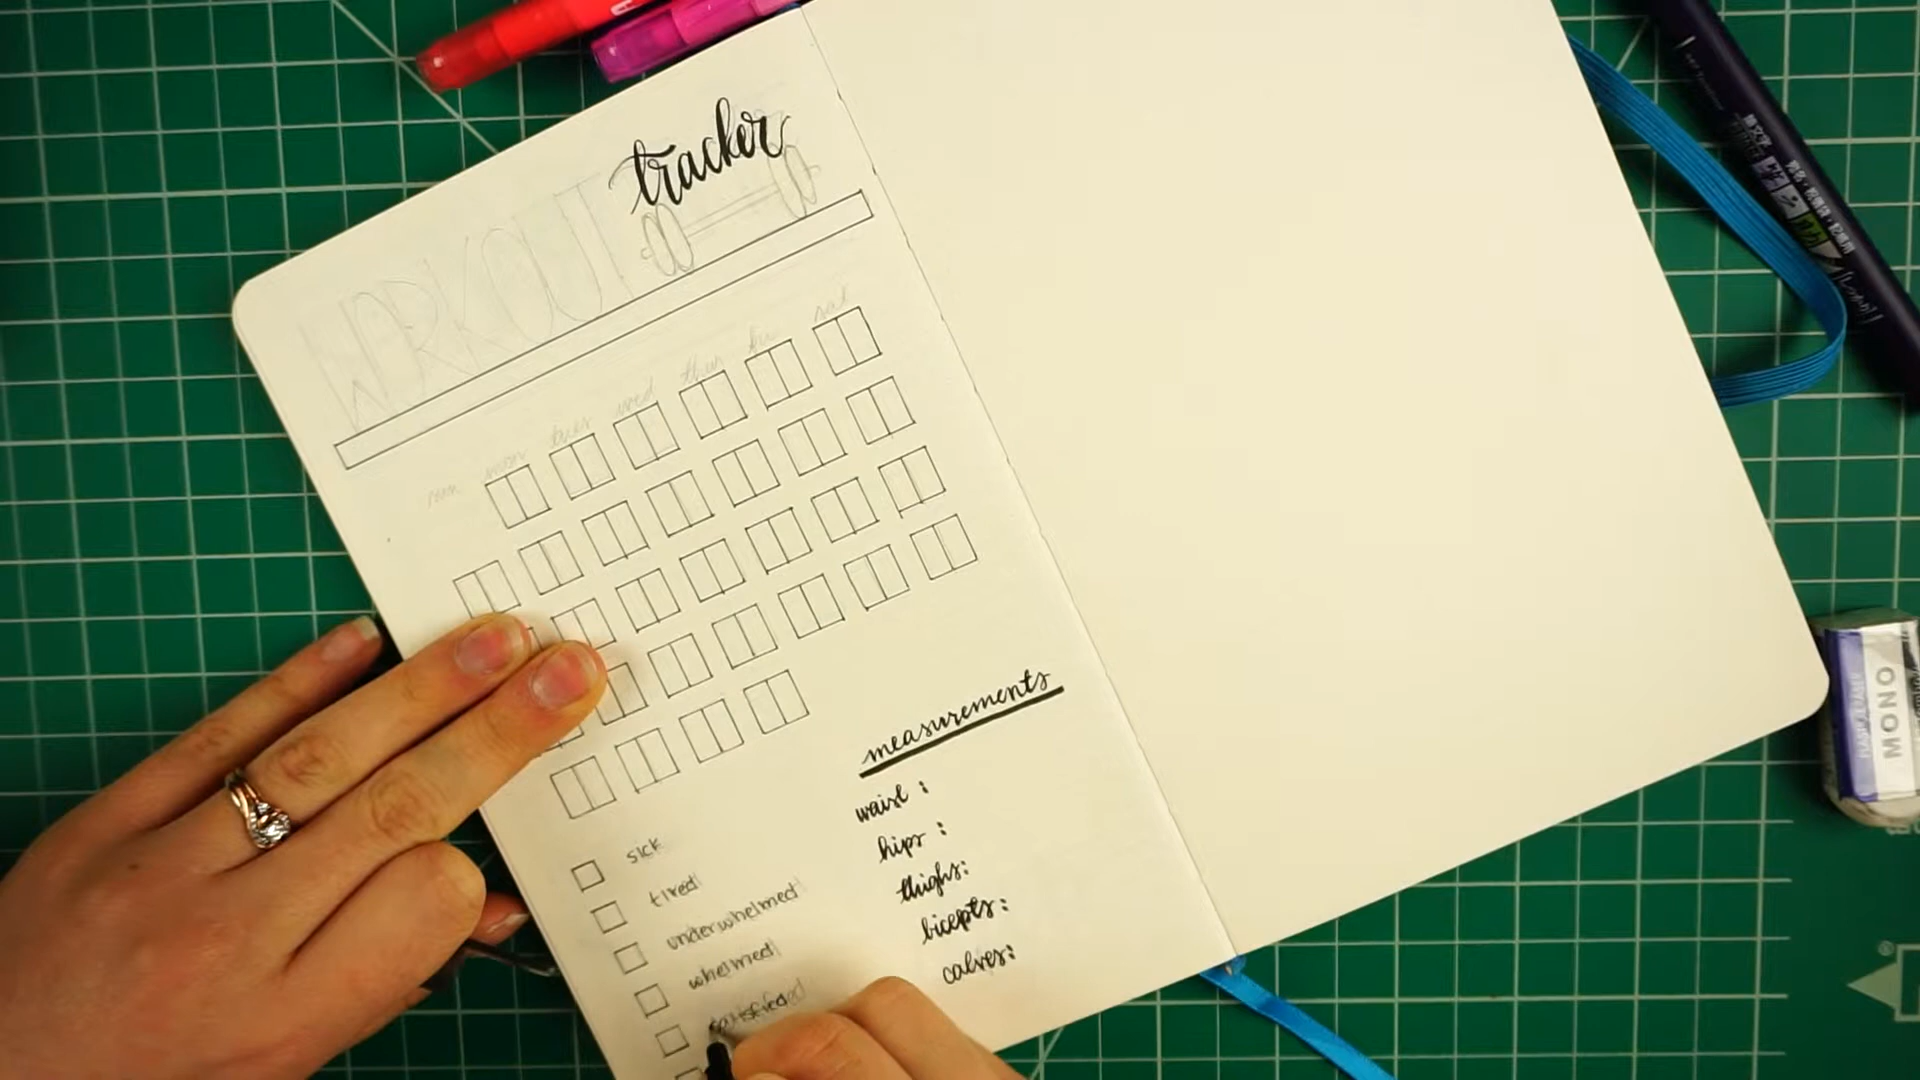 tracker
WORKOUT
sun mon tues wed thur fri sat
measurements
waist :
hips :
thighs:
biceps:
calves:
sick
tired
underwhelmed
whelmed
satisfied
MONO